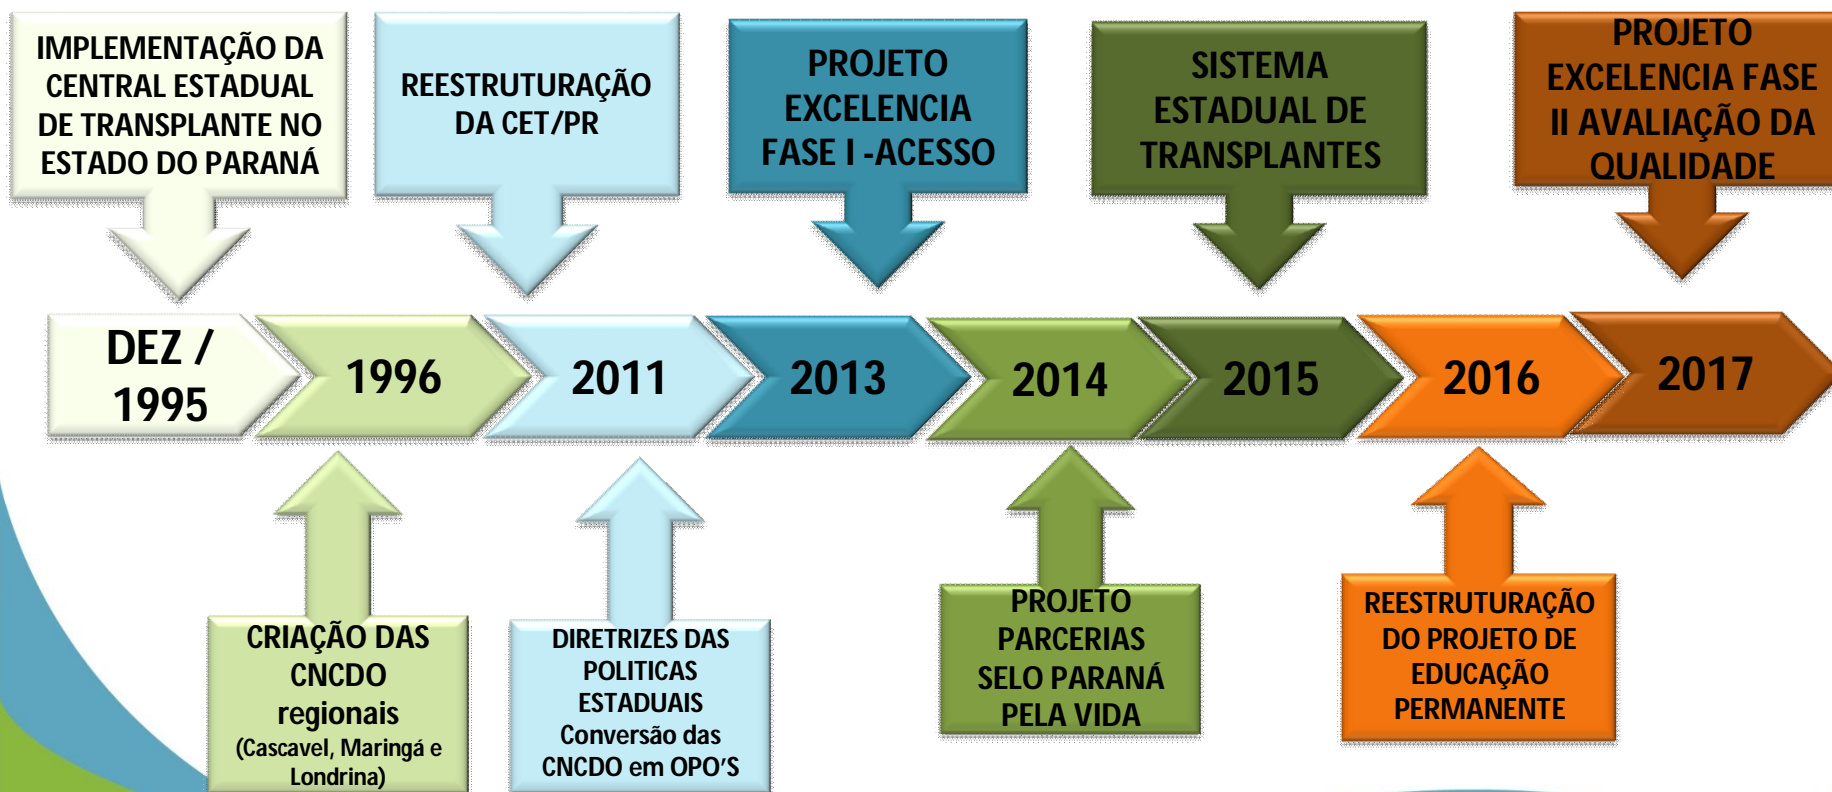 IMPLEMENTAÇÃO DA
CENTRAL ESTADUAL
DE TRANSPLANTE NO
ESTADO DO PARANÁ
REESTRUTURAÇÃO
DA CET/PR
PROJETO
EXCELENCIA
FASE I -ACESSO
SISTEMA
ESTADUAL DE
TRANSPLANTES
PROJETO
EXCELENCIA FASE
II AVALIAÇÃO DA
QUALIDADE
DEZ /
1995
1996
2011
2013
2014
2015
2016
2017
CRIAÇÃO DAS
CNCDO
regionais
(Cascavel, Maringá e
Londrina)
DIRETRIZES DAS
POLITICAS
ESTADUAIS
Conversão das
CNCDO em OPO'S
PROJETO
PARCERIAS
SELO PARANÁ
PELA VIDA
REESTRUTURAÇÃO
DO PROJETO DE
EDUCAÇÃO
PERMANENTE